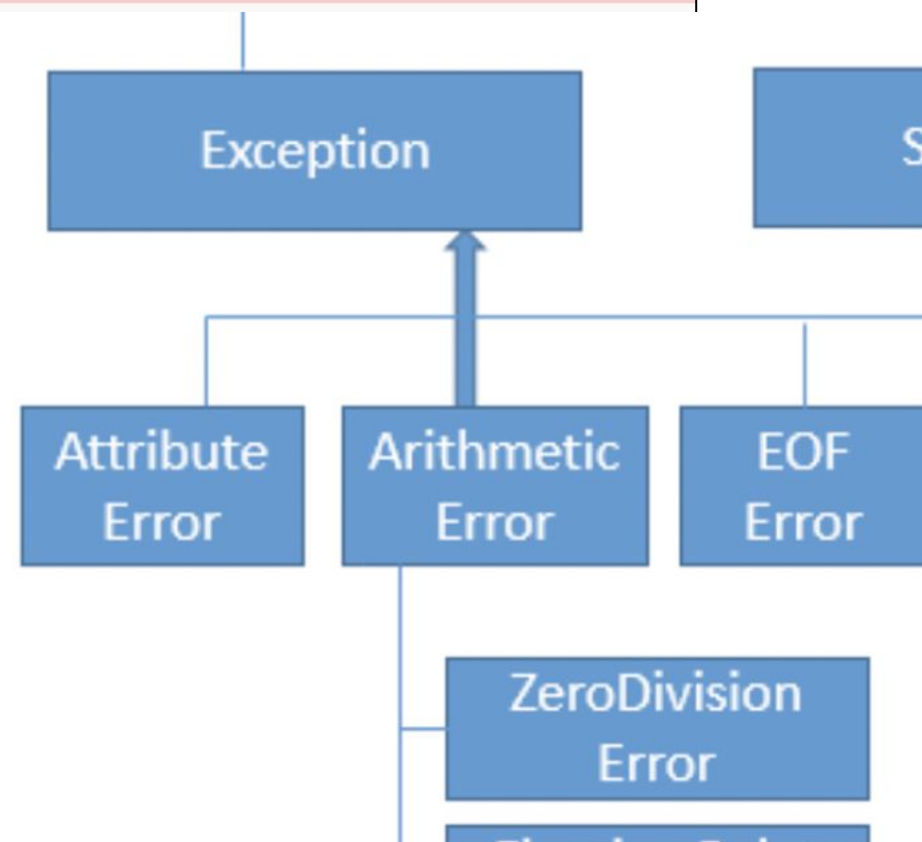 Exception
S
Attribute
Error
Arithmetic
Error
EOF
Error
ZeroDivision
Error